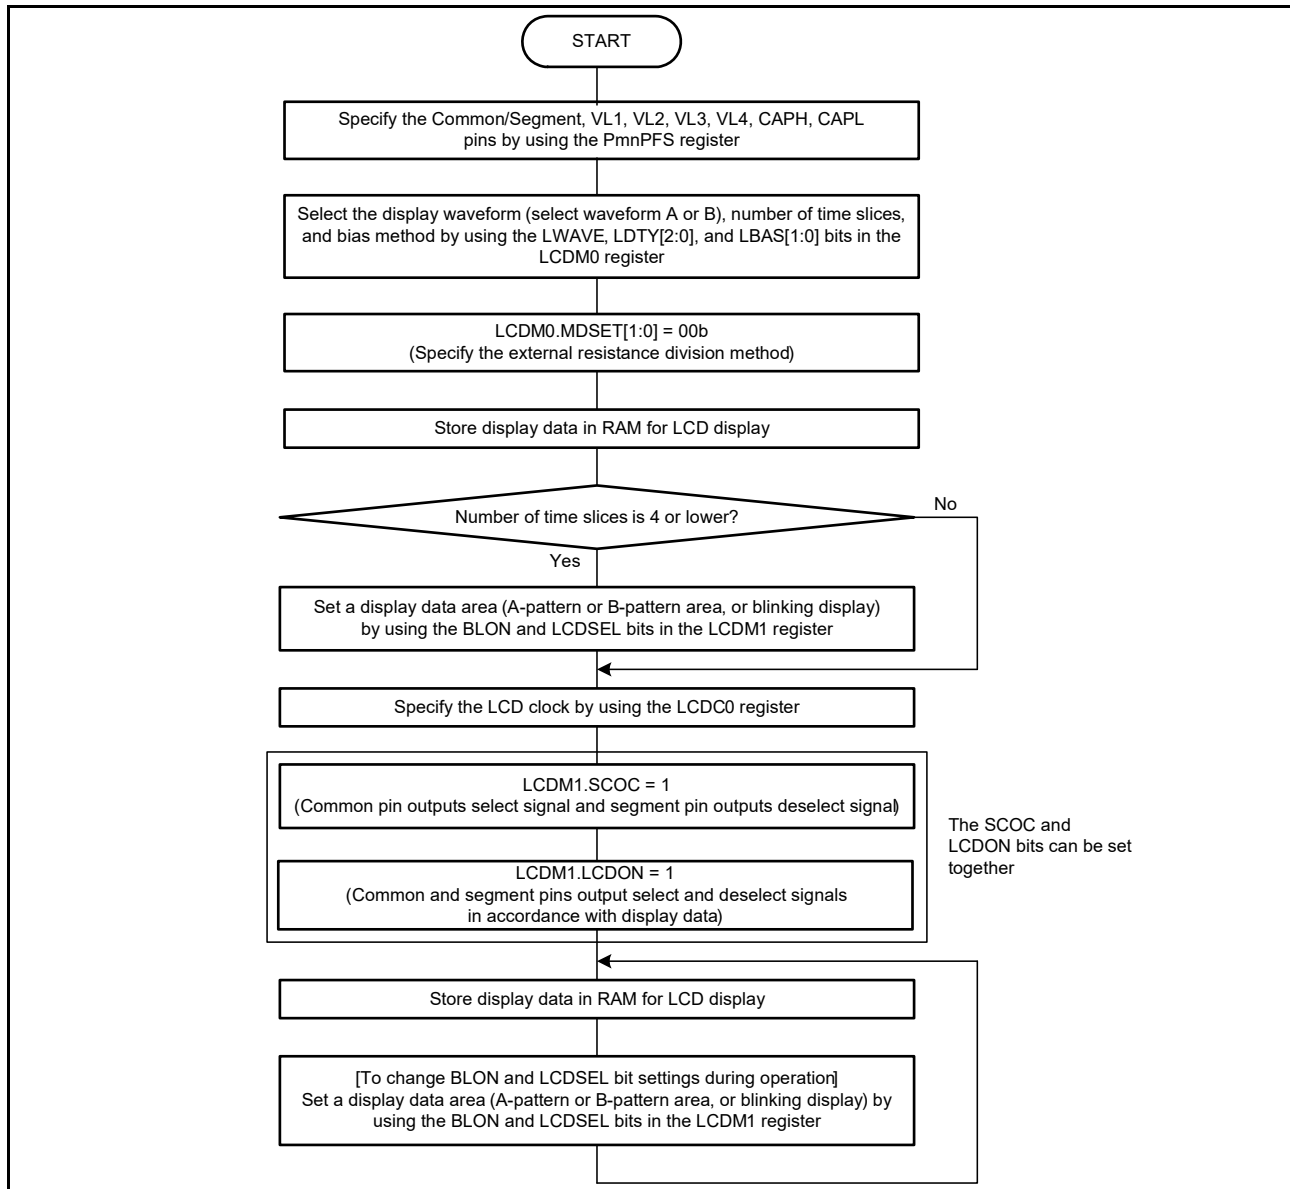 START
Specify the Common/Segment, VL1, VL2, VL3, VL4, CAPH, CAPL
pins by using the PmnPFS register
Select the display waveform (select waveform A or B), number of time slices,
and bias method by using the LWAVE, LDTY[2:0], and LBAS[1:0] bits in the
LCDM0 register
LCDM0.MDSET[1:0] = 00b
(Specify the external resistance division method)
Store display data in RAM for LCD display
Number of time slices is 4 or lower?
No
Yes
Set a display data area (A-pattern or B-pattern area, or blinking display)
by using the BLON and LCDSEL bits in the LCDM1 register
Specify the LCD clock by using the LCDC0 register
LCDM1.SCOC = 1
(Common pin outputs select signal and segment pin outputs deselect signal)
The SCOC and
LCDON bits can be set
together
LCDM1.LCDON = 1
(Common and segment pins output select and deselect signals
in accordance with display data)
Store display data in RAM for LCD display
[To change BLON and LCDSEL bit settings during operation]
Set a display data area (A-pattern or B-pattern area, or blinking display) by
using the BLON and LCDSEL bits in the LCDM1 register